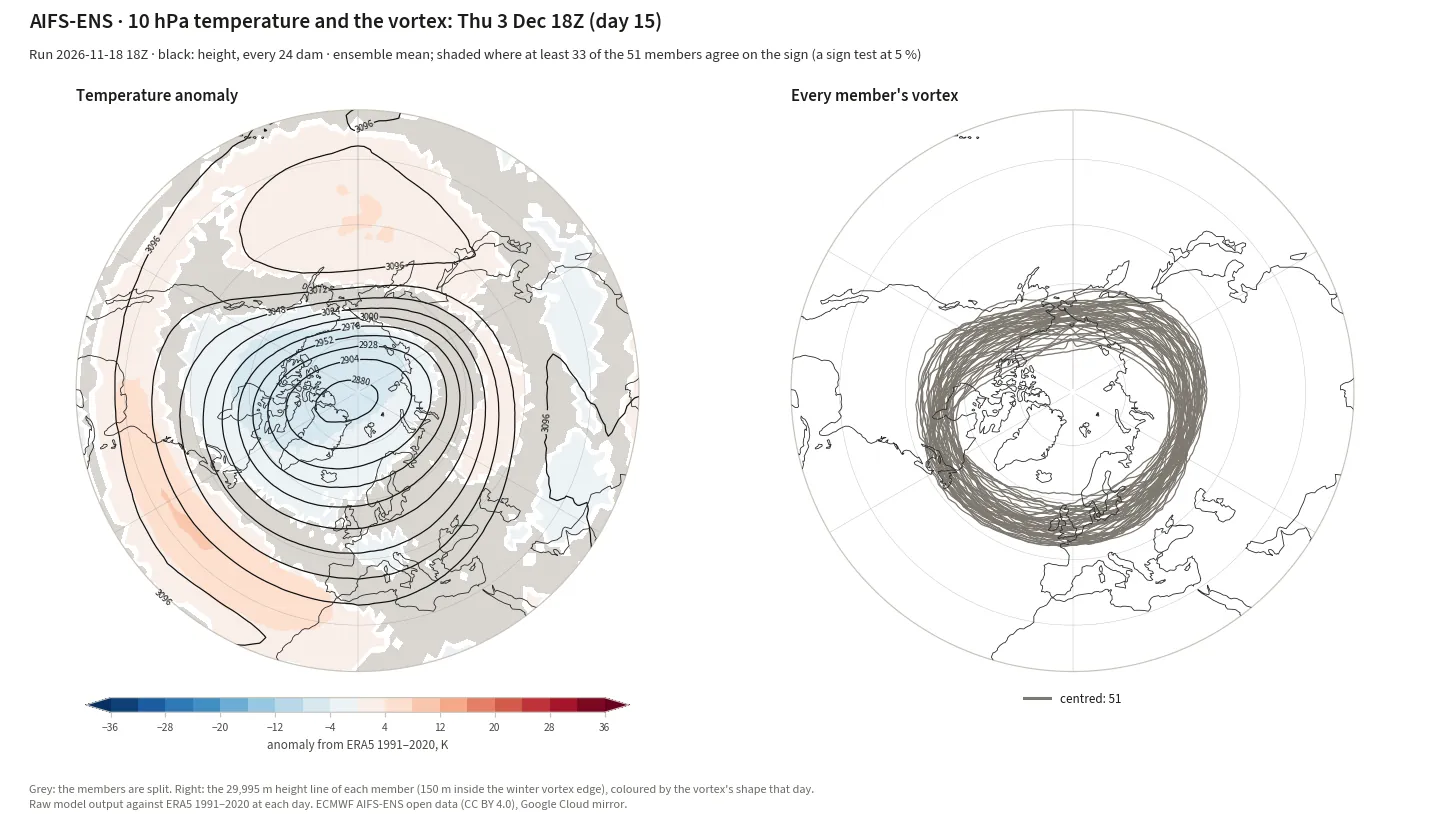 AIFS-ENS · 10 hPa temperature and the vortex: Thu 3 Dec 18Z (day 15)
Run 2026-11-18 18Z · black: height, every 24 dam · ensemble mean; shaded where at least 33 of the 51 members agree on the sign (a sign test at 5 %)
Temperature anomaly
Every member's vortex
3096
3096
3096
3072
3048
3024
3000
2976
2952
2928
2904
2880
3096
3096
−36 −28 −20 −12 −4 4 12 20 28 36
anomaly from ERA5 1991–2020, K
centred: 51
Grey: the members are split. Right: the 29,995 m height line of each member (150 m inside the winter vortex edge), coloured by the vortex's shape that day.
Raw model output against ERA5 1991–2020 at each day. ECMWF AIFS-ENS open data (CC BY 4.0), Google Cloud mirror.